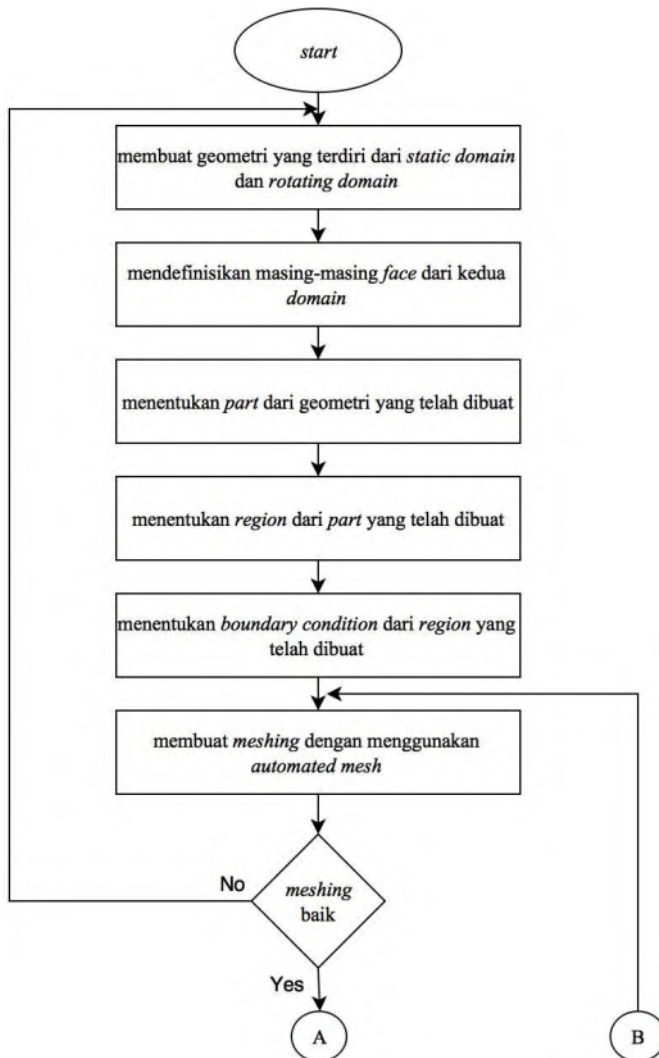 start
membuat geometri yang terdiri dari static domain
dan rotating domain
mendefinisikan masing-masing face dari kedua
domain
menentukan part dari geometri yang telah dibuat
menentukan region dari part yang telah dibuat
menentukan boundary condition dari region yang
telah dibuat
membuat meshing dengan menggunakan
automated mesh
No
meshing
baik
Yes
A
B